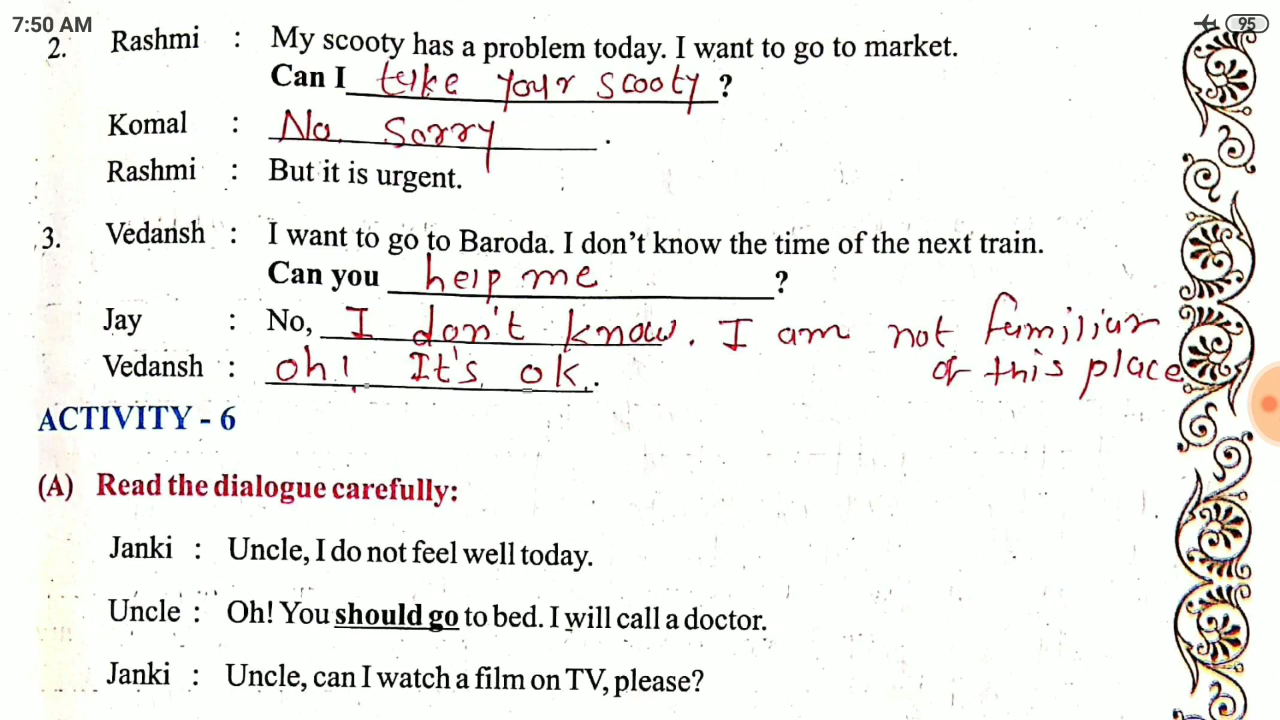 7:50 AM 95
2. Rashmi : My scooty has a problem today. I want to go to market.
Can I take your scooty ?
Komal : No, Sorry .
Rashmi : But it is urgent.
3. Vedansh : I want to go to Baroda. I don't know the time of the next train.
Can you help me ?
Jay : No, I don't know. I am not familiar
of this place
Vedansh : oh! It's ok.
ACTIVITY - 6
(A) Read the dialogue carefully:
Janki : Uncle, I do not feel well today.
Uncle : Oh! You should go to bed. I will call a doctor.
Janki : Uncle, can I watch a film on TV, please?